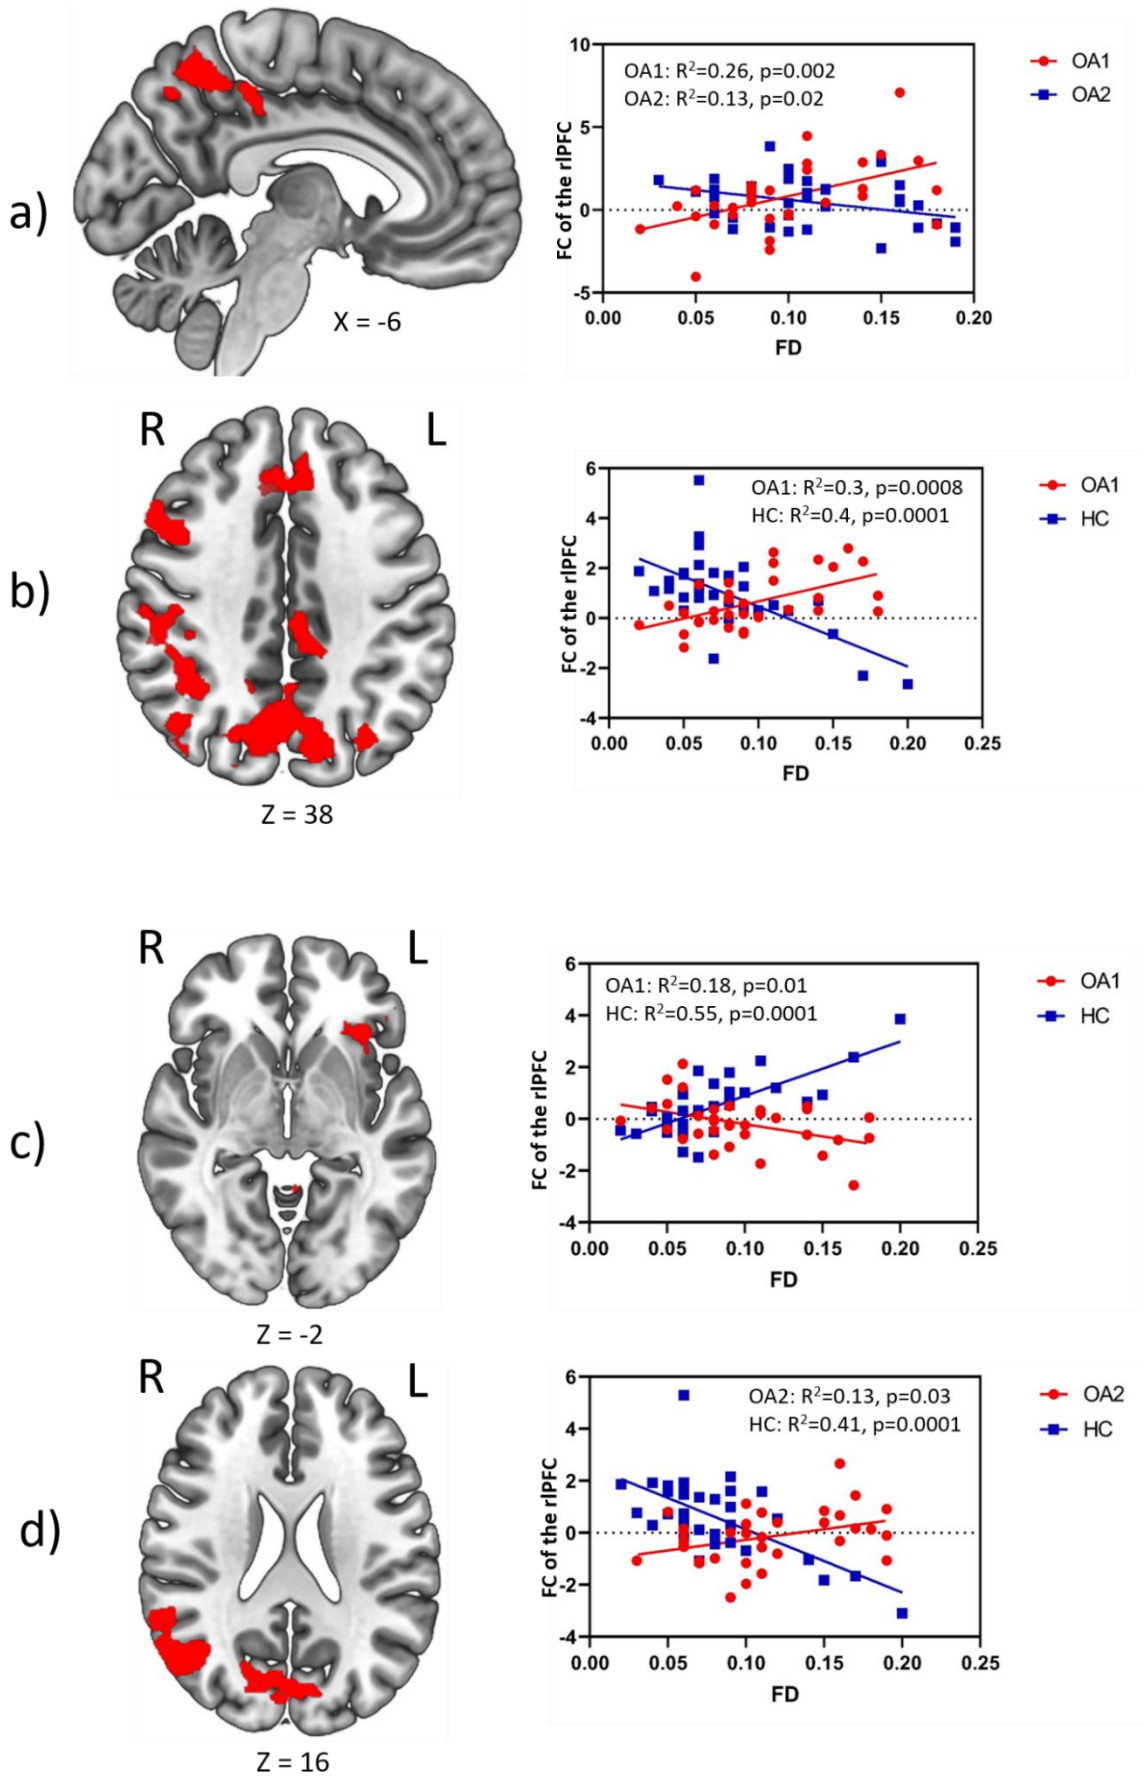 a)
X = -6
10
5
0
-5
FC of the rlPFC
OA1: R²=0.26, p=0.002
OA2: R²=0.13, p=0.02
OA1
OA2
0.00 0.05 0.10 0.15 0.20
FD
b)
R L
Z = 38
6
4
2
0
-2
-4
FC of the rlPFC
OA1: R²=0.3, p=0.0008
HC: R²=0.4, p=0.0001
OA1
HC
0.00 0.05 0.10 0.15 0.20 0.25
FD
c)
R L
Z = -2
6
4
2
0
-2
-4
FC of the rlPFC
OA1: R²=0.18, p=0.01
HC: R²=0.55, p=0.0001
OA1
HC
0.00 0.05 0.10 0.15 0.20 0.25
FD
d)
R L
Z = 16
6
4
2
0
-2
-4
FC of the rlPFC
OA2: R²=0.13, p=0.03
HC: R²=0.41, p=0.0001
OA2
HC
0.00 0.05 0.10 0.15 0.20 0.25
FD